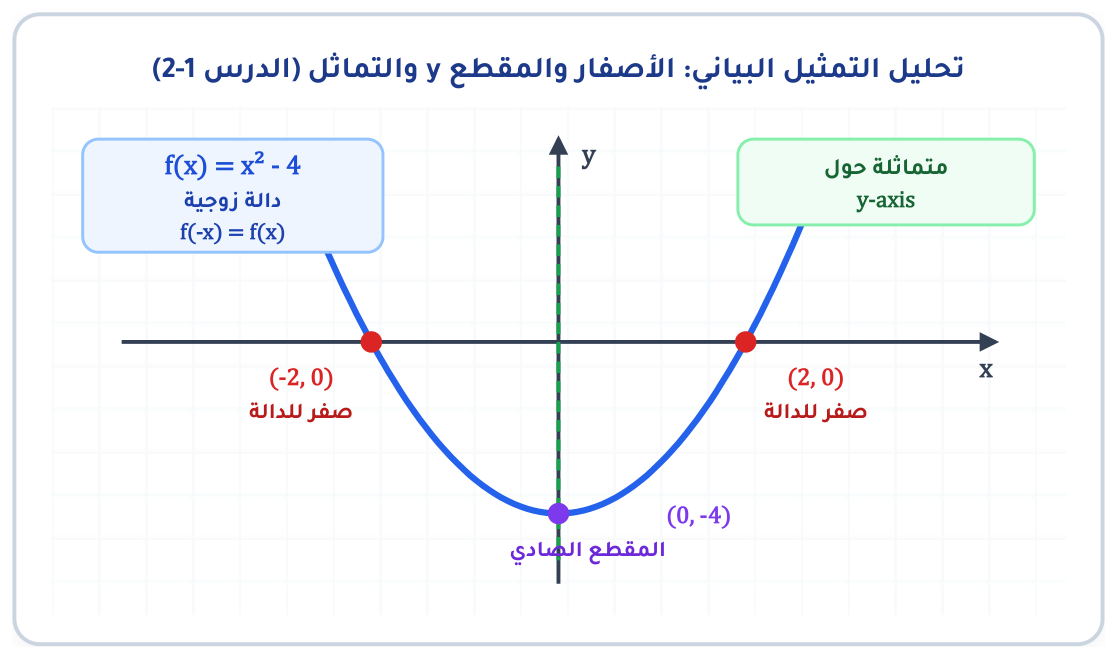 تحليل التمثيل البياني: الأصفار والمقطع y والتماثل (الدرس 1-2)
f(x) = x² - 4
دالة زوجية
f(-x) = f(x)
y
متماثلة حول
y-axis
x
(-2, 0)
صفر للدالة
(2, 0)
صفر للدالة
(0, -4)
المقطع الصادي